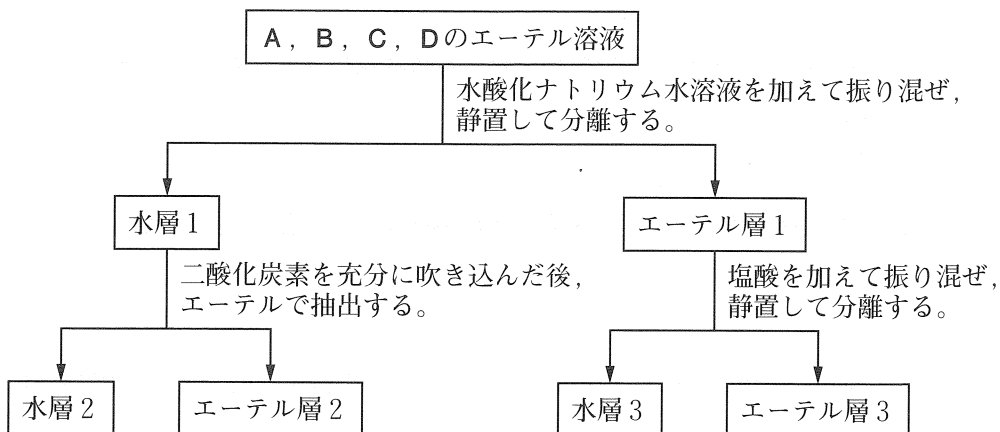 A，B，C，Dのエーテル溶液
水酸化ナトリウム水溶液を加えて振り混ぜ，
静置して分離する。
水層1
エーテル層1
二酸化炭素を充分に吹き込んだ後，
エーテルで抽出する。
塩酸を加えて振り混ぜ，
静置して分離する。
水層2
エーテル層2
水層3
エーテル層3